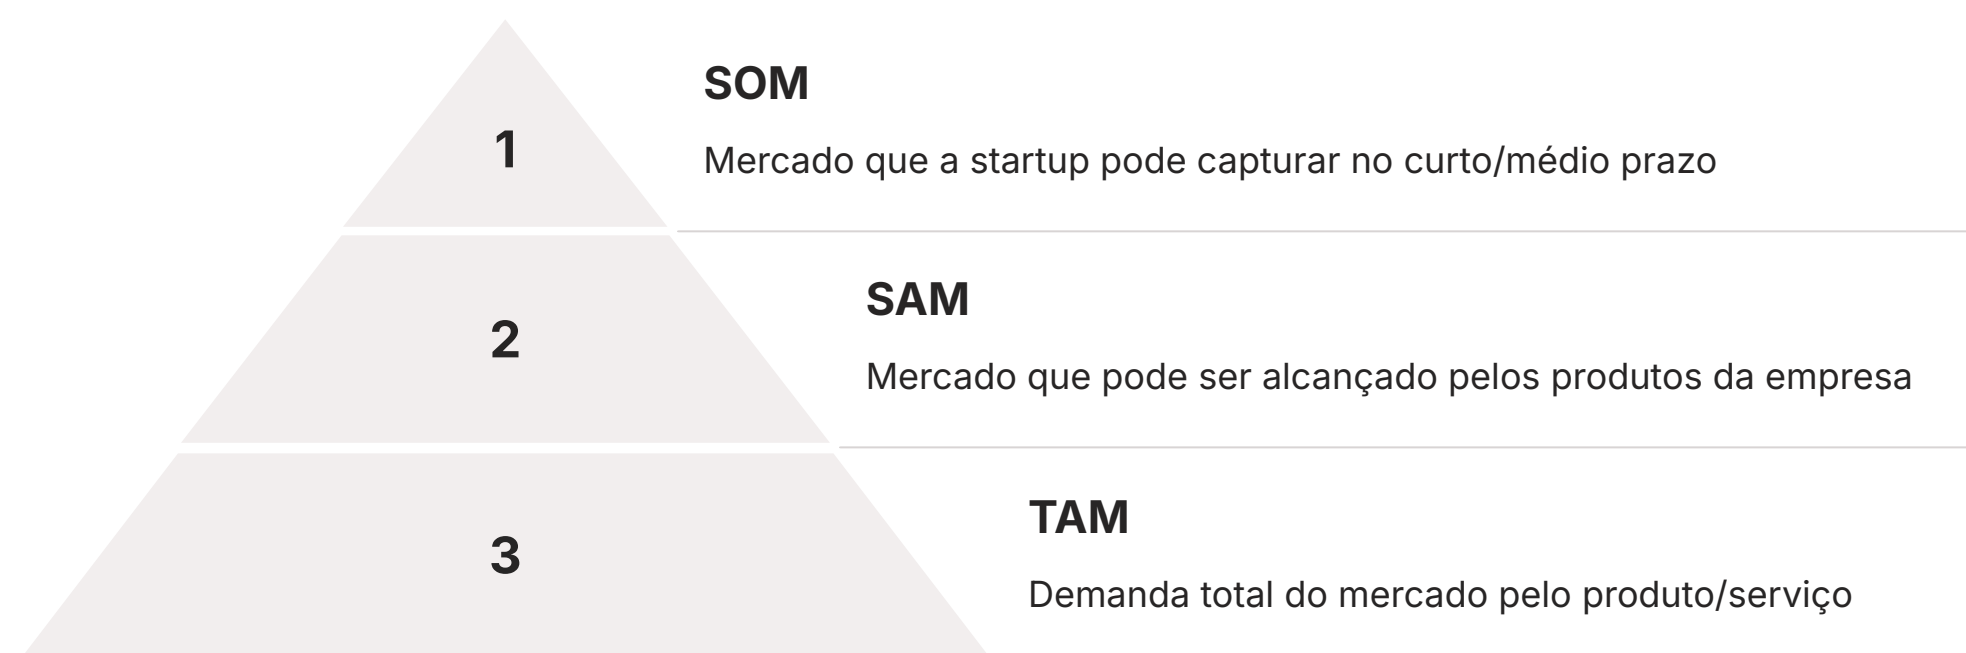 1
SOM
Mercado que a startup pode capturar no curto/médio prazo
2
SAM
Mercado que pode ser alcançado pelos produtos da empresa
3
TAM
Demanda total do mercado pelo produto/serviço